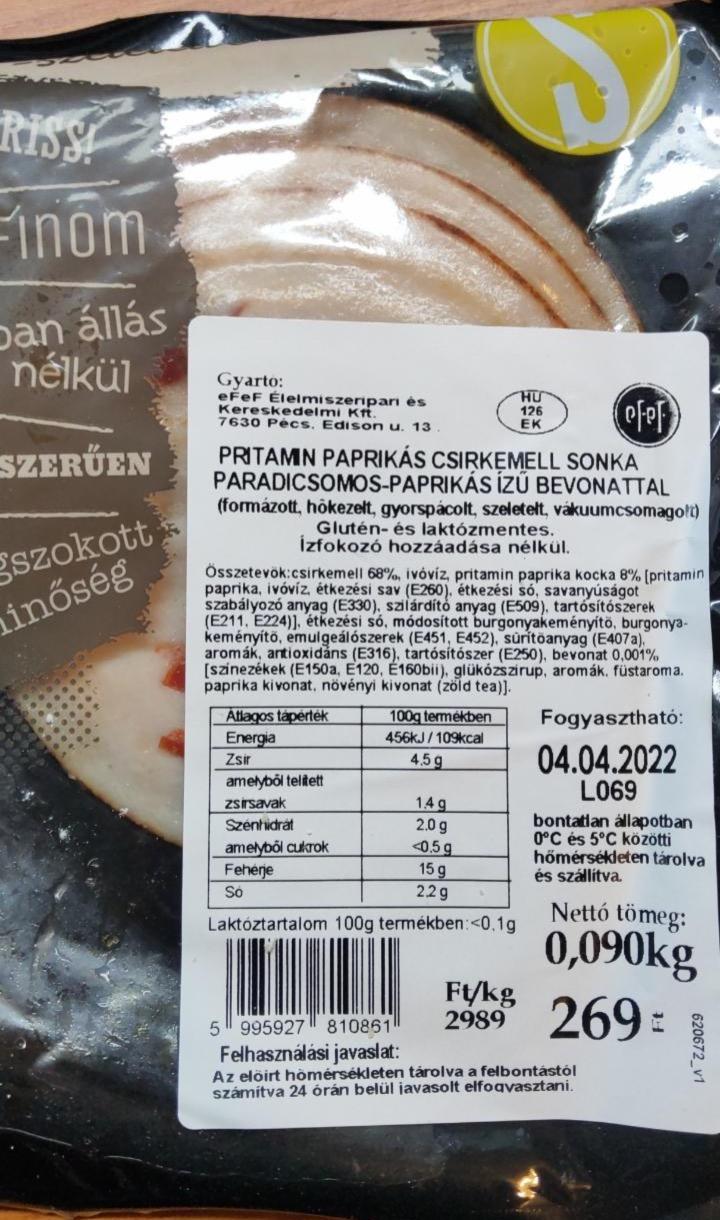 RISS!
Finom
ban állás
nélkül
SZERŰEN
gszokott
minőség
S
Gyartó:
eFeF Élelmiszeripari és
Kereskedelmi Kft.
7630 Pécs. Edison u. 13.
HU
126
EK
eFeF
PRITAMIN PAPRIKÁS CSIRKEMELL SONKA
PARADICSOMOS-PAPRIKÁS ÍZŰ BEVONATTAL
(formázott, hőkezelt, gyorspácolt, szeletelt, vákuumcsomagolt)
Glutén- és laktózmentes.
Ízfokozó hozzáadása nélkül.
Összetevők:csirkemell 68%, ivóvíz, pritamin paprika kocka 8% [pritamin
paprika, ivóvíz, étkezési sav (E260), étkezési só, savanyúságot
szabályozó anyag (E330), szilárdító anyag (E509), tartósítószerek
(E211, E224)], étkezési só, módosított burgonyakeményítő, burgonya-
keményítő, emulgeálószerek (E451, E452), sűrítőanyag (E407a),
aromák, antioxidáns (E316), tartósítószer (E250), bevonat 0,001%
[színezékek (E150a, E120, E160bii), glükózszirup, aromák, füstaroma.
paprika kivonat, növényi kivonat (zöld tea)].
Átlagos tápérték 100g termékben
Energia 456kJ / 109kcal
Zsír 4,5 g
amelyből telített
zsírsavak 1,4 g
Szénhidrát 2.0 g
amelyből cukrok <0,5 g
Fehérje 15 g
Só 2,2 g
Laktóztartalom 100g termékben:<0,1g
Fogyasztható:
04.04.2022
L069
bontatlan állapotban
0°C és 5°C közötti
hőmérsékleten tárolva
és szállítva.
Nettó tömeg:
0,090kg
5 995927 810861
Ft/kg
2989
269 Ft
620672_v1
Felhasználási javaslat:
Az előírt hőmérsékleten tárolva a felbontástól
számítva 24 órán belül javasolt elfogyasztani.